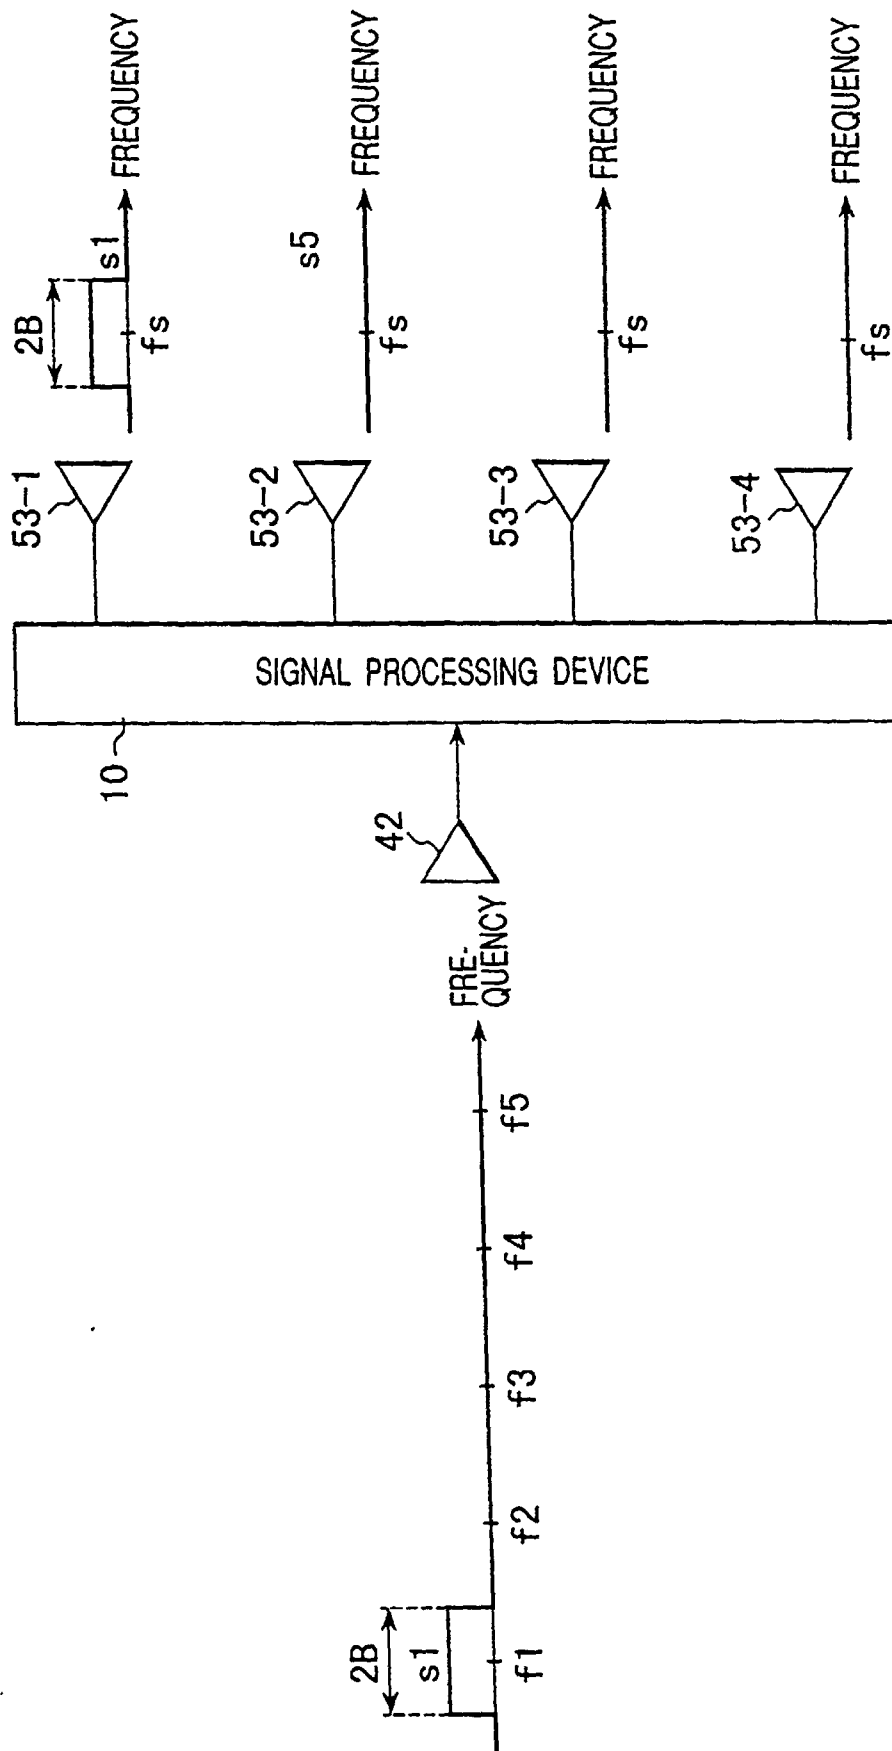 2B
s1
f1
f2
f3
f4
f5
FRE-
QUENCY
42
10
SIGNAL PROCESSING DEVICE
53-1
2B
s1
fs
FREQUENCY
53-2
s5
fs
FREQUENCY
53-3
fs
FREQUENCY
53-4
fs
FREQUENCY